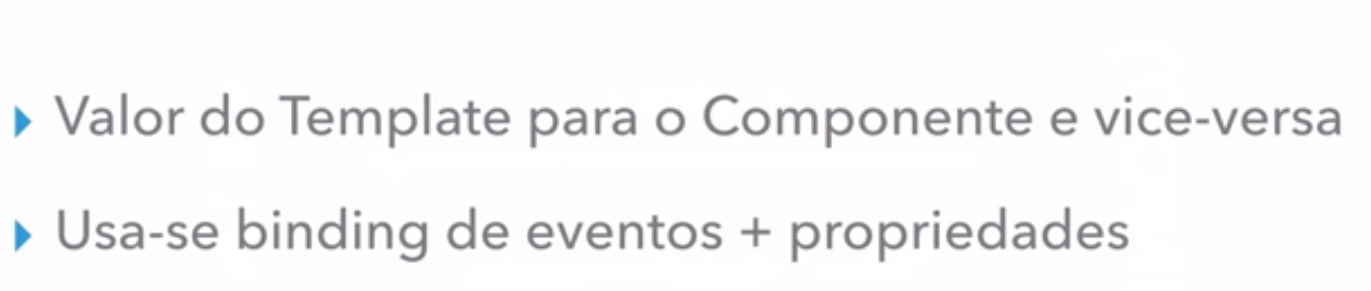 Valor do Template para o Componente e vice-versa
Usa-se binding de eventos + propriedades